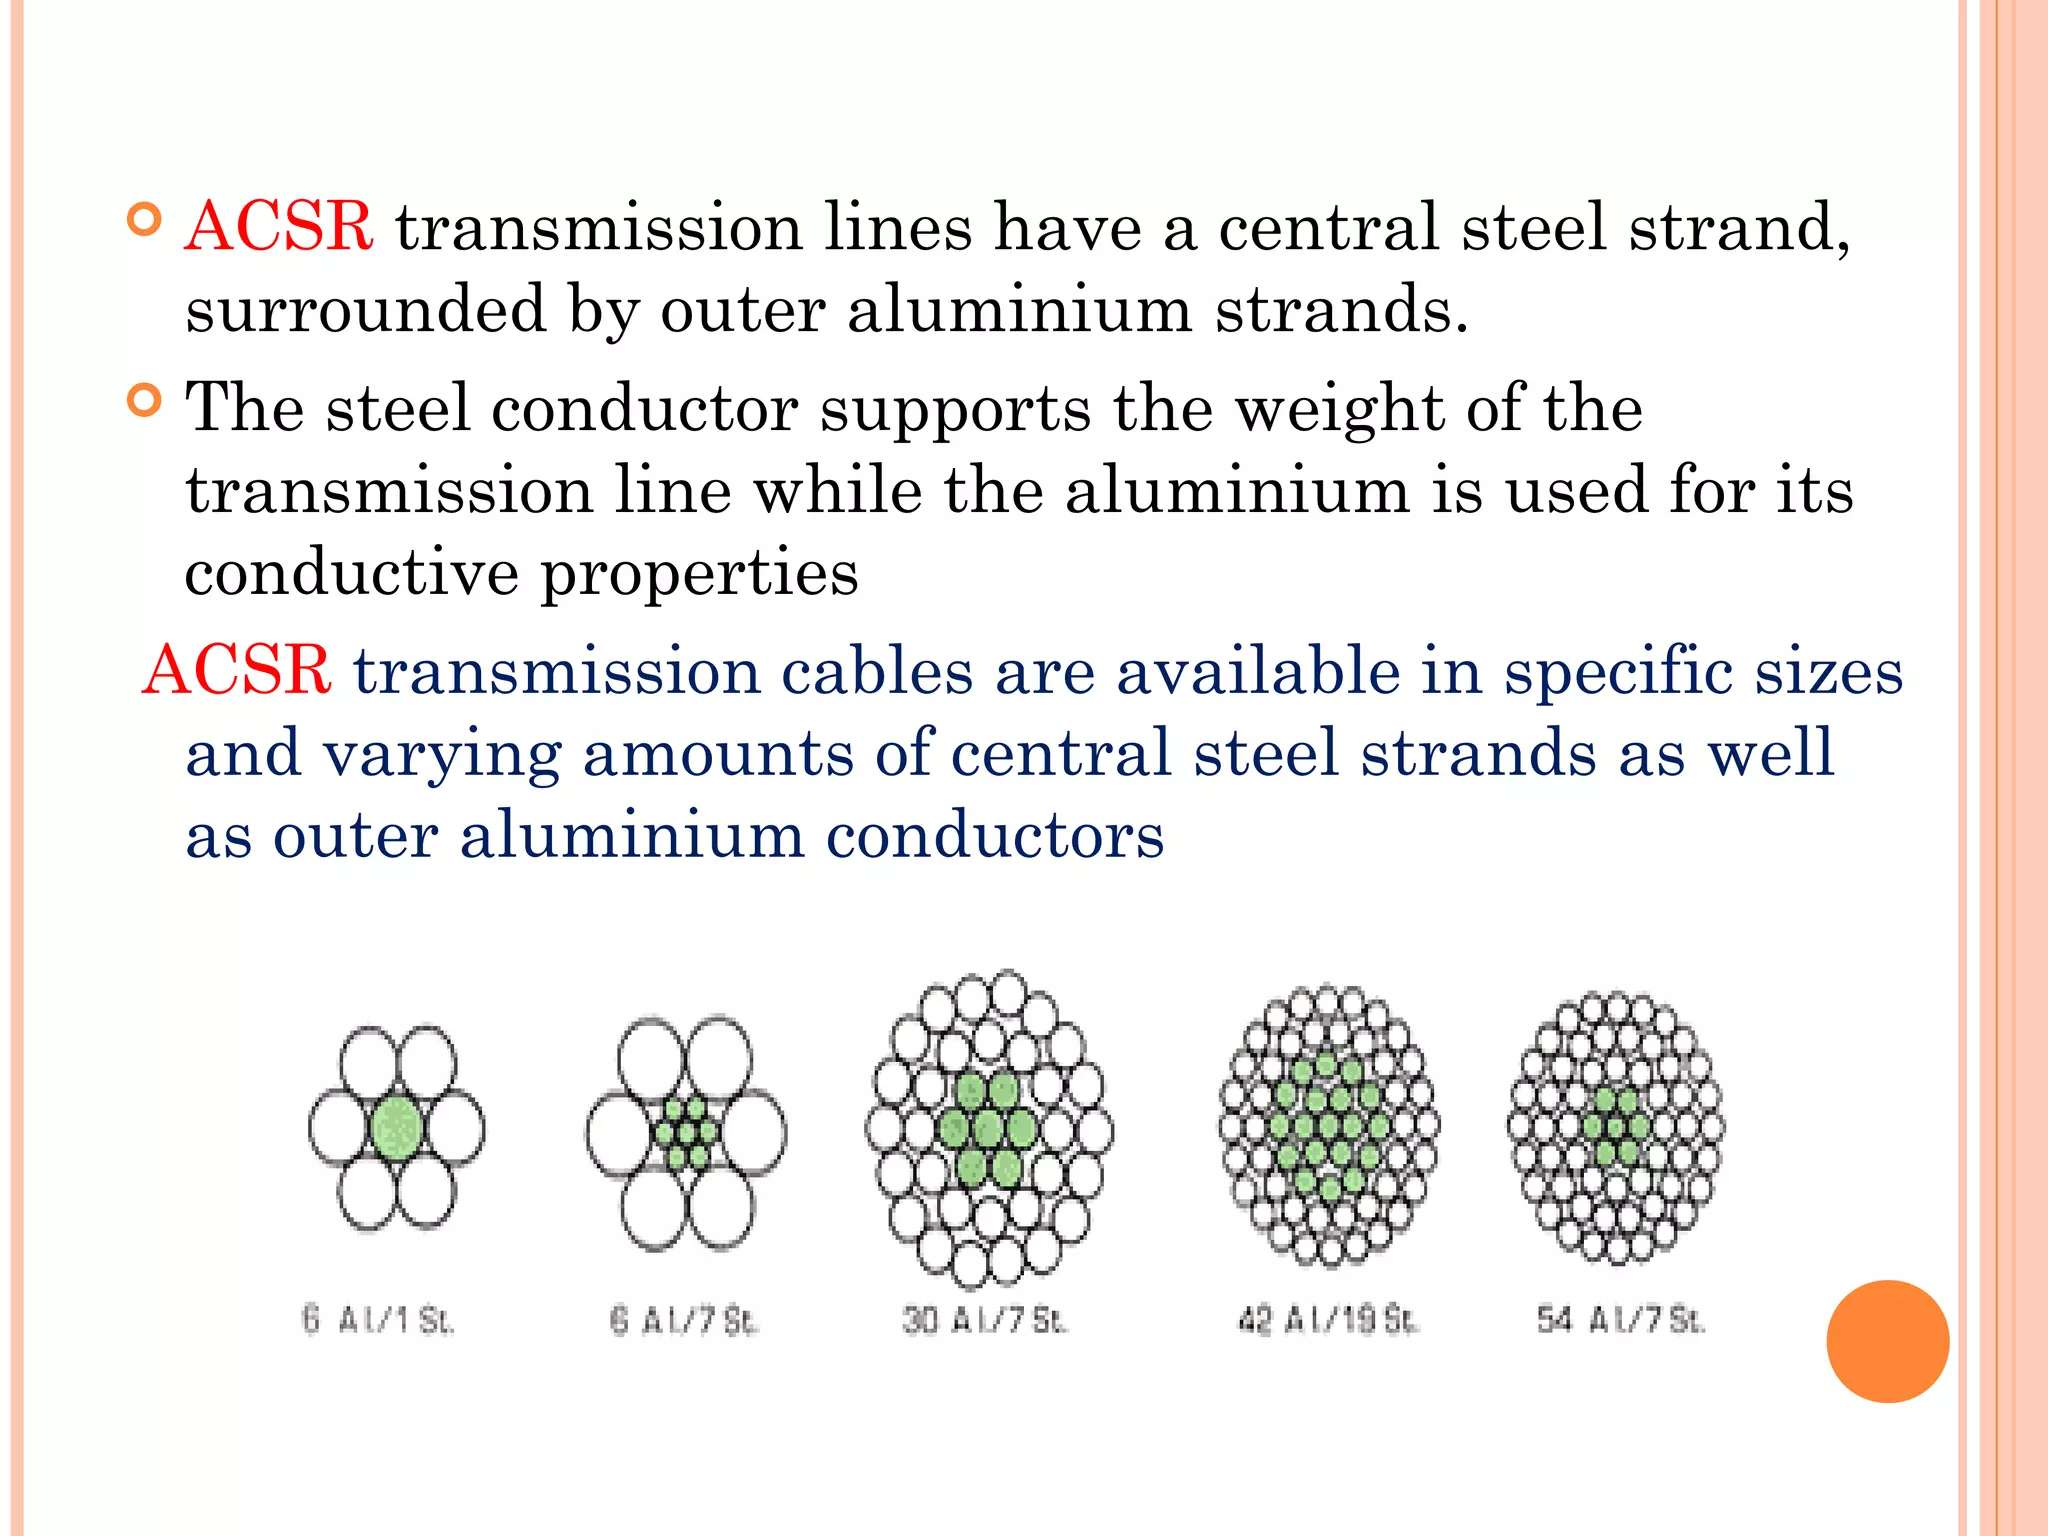 ACSR transmission lines have a central steel strand,
surrounded by outer aluminium strands.
The steel conductor supports the weight of the
transmission line while the aluminium is used for its
conductive properties
ACSR transmission cables are available in specific sizes
and varying amounts of central steel strands as well
as outer aluminium conductors
6 Al/1 St. 6 Al/7 St. 30 Al/7 St. 42 Al/19 St. 54 Al/7 St.